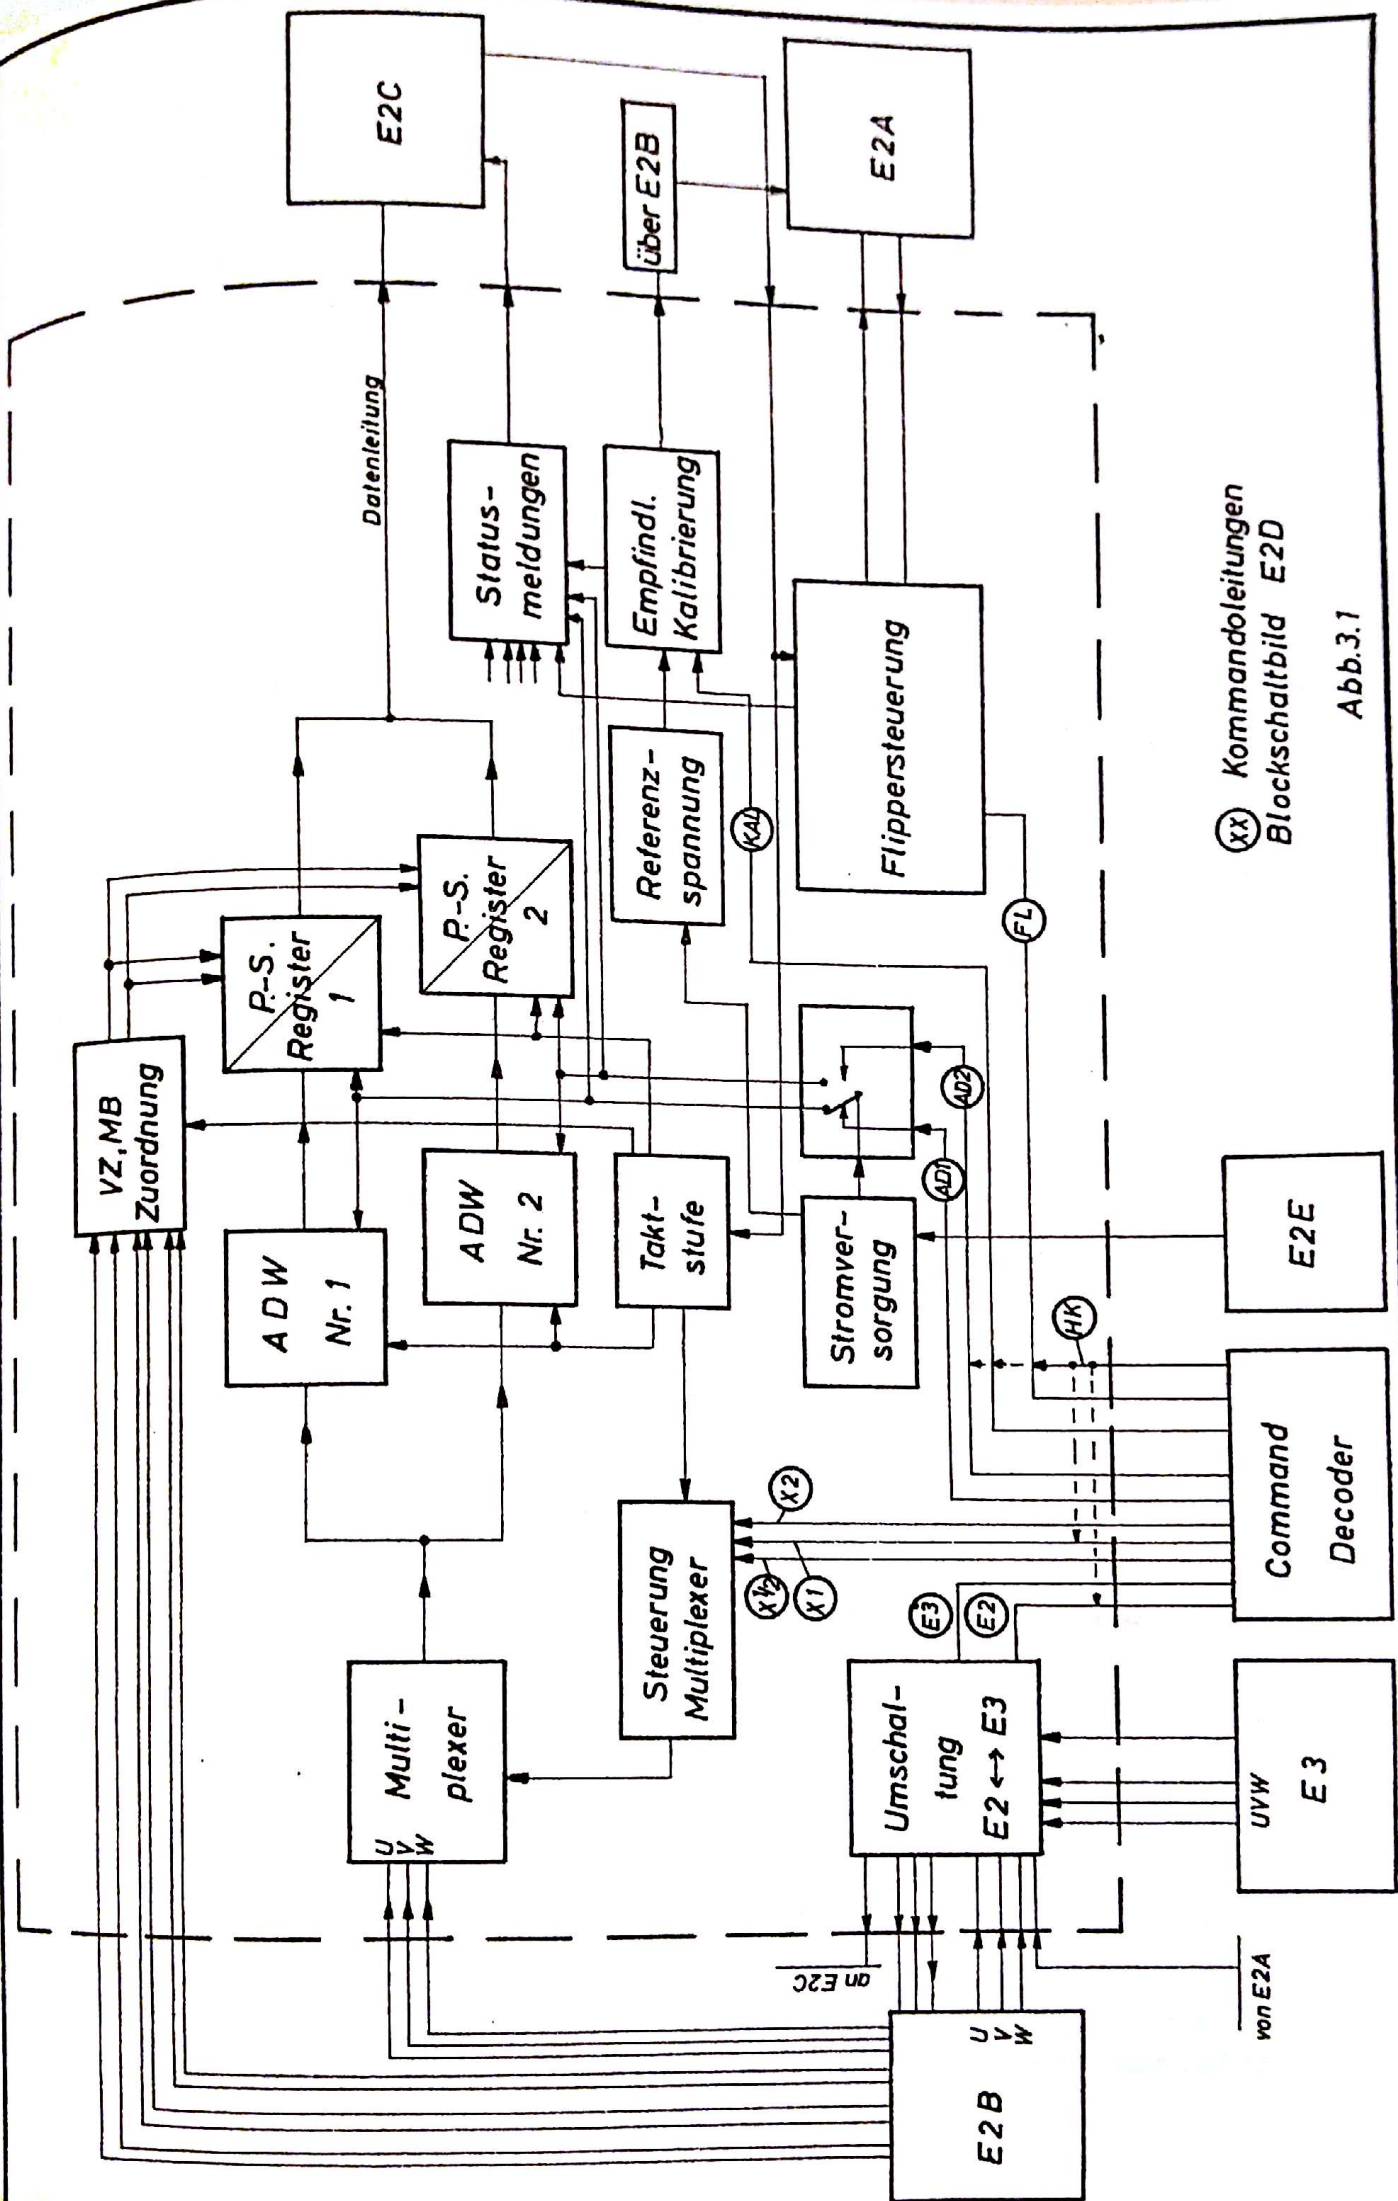 E2C
über E2B
E2A
Datenleitung
Status-
meldungen
Empfindl.
Kalibrierung
Referenz-
spannung
KAL
Flippersteuerung
FL
P.-S.
Register
1
P.-S.
Register
2
VZ,MB
Zuordnung
ADW
Nr. 1
ADW
Nr. 2
Takt-
stufe
AD2
AD1
Stromver-
sorgung
E2E
HK
Command
Decoder
Steuerung
Multiplexer
X2
X1
X½
Multi-
plexer
U
V
W
E3
E2
Umschal-
tung
E2↔E3
UVW
E3
an E2C
von E2A
U
V
W
E2B
XX Kommandoleitungen
Blockschaltbild E2D
Abb.3.1